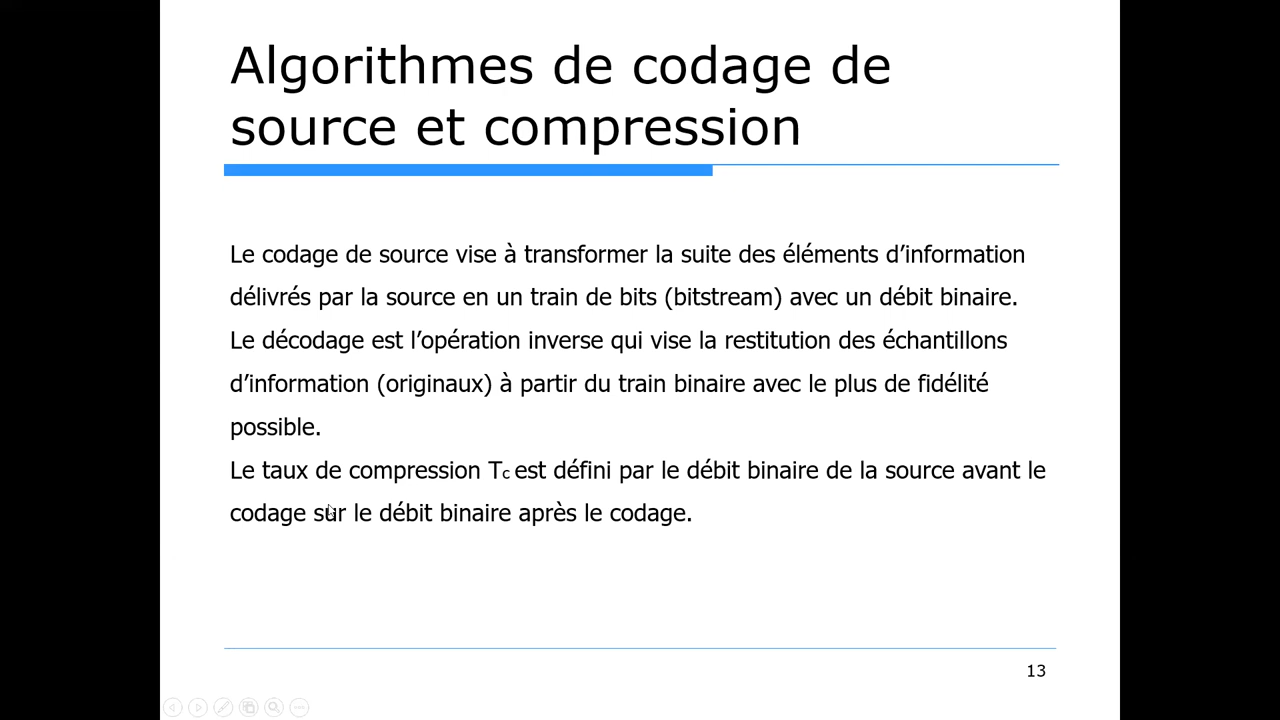 Algorithmes de codage de
source et compression
Le codage de source vise à transformer la suite des éléments d’information
délivrés par la source en un train de bits (bitstream) avec un débit binaire.
Le décodage est l’opération inverse qui vise la restitution des échantillons
d’information (originaux) à partir du train binaire avec le plus de fidélité
possible.
Le taux de compression Tc est défini par le débit binaire de la source avant le
codage sur le débit binaire après le codage.
13